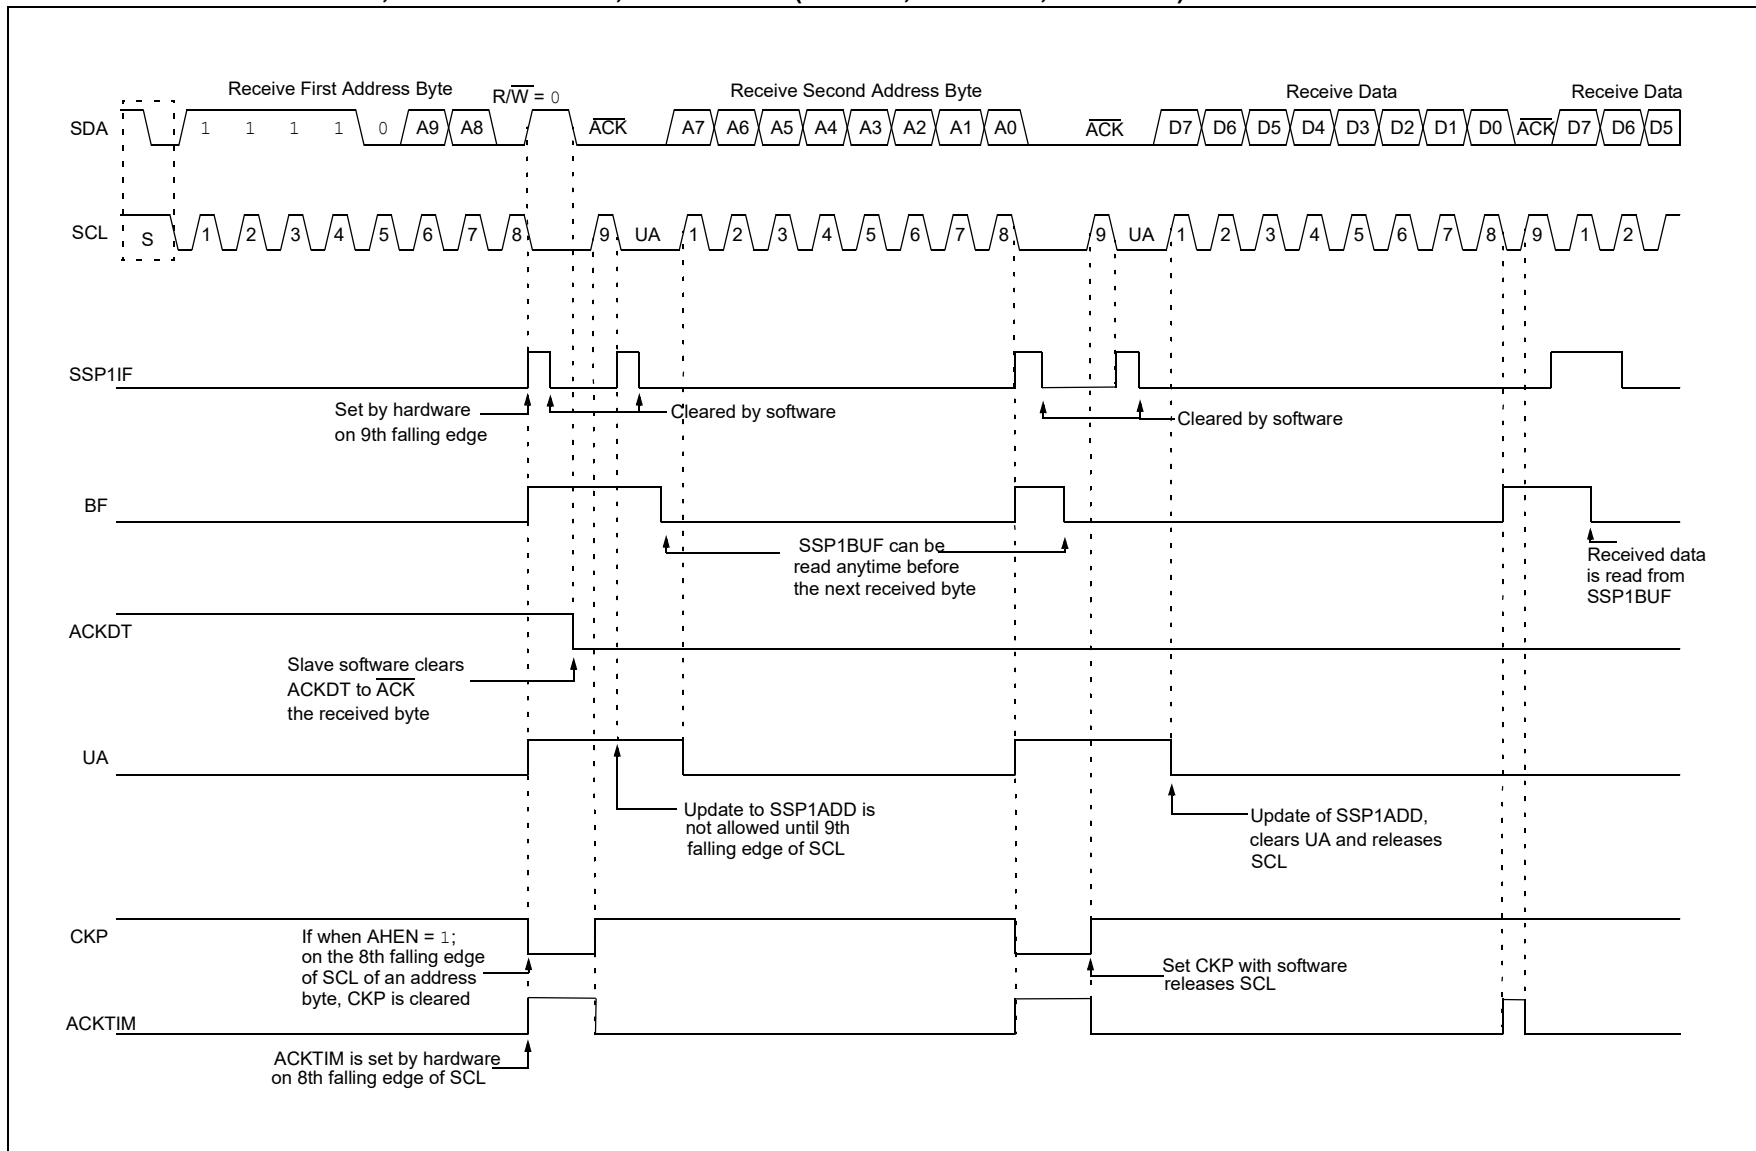 Receive First Address Byte
R/W = 0
Receive Second Address Byte
Receive Data
Receive Data
SDA
1 1 1 1 0 A9 A8
ACK
A7 A6 A5 A4 A3 A2 A1 A0
ACK
D7 D6 D5 D4 D3 D2 D1 D0
ACK
D7 D6 D5
SCL
S
1 2 3 4 5 6 7 8 9 UA 1 2 3 4 5 6 7 8 9 UA 1 2 3 4 5 6 7 8 9 1 2
SSP1IF
Set by hardware
on 9th falling edge
Cleared by software
Cleared by software
BF
SSP1BUF can be
read anytime before
the next received byte
Received data
is read from
SSP1BUF
ACKDT
Slave software clears
ACKDT to ACK
the received byte
UA
Update to SSP1ADD is
not allowed until 9th
falling edge of SCL
Update of SSP1ADD,
clears UA and releases
SCL
CKP
If when AHEN = 1;
on the 8th falling edge
of SCL of an address
byte, CKP is cleared
Set CKP with software
releases SCL
ACKTIM
ACKTIM is set by hardware
on 8th falling edge of SCL